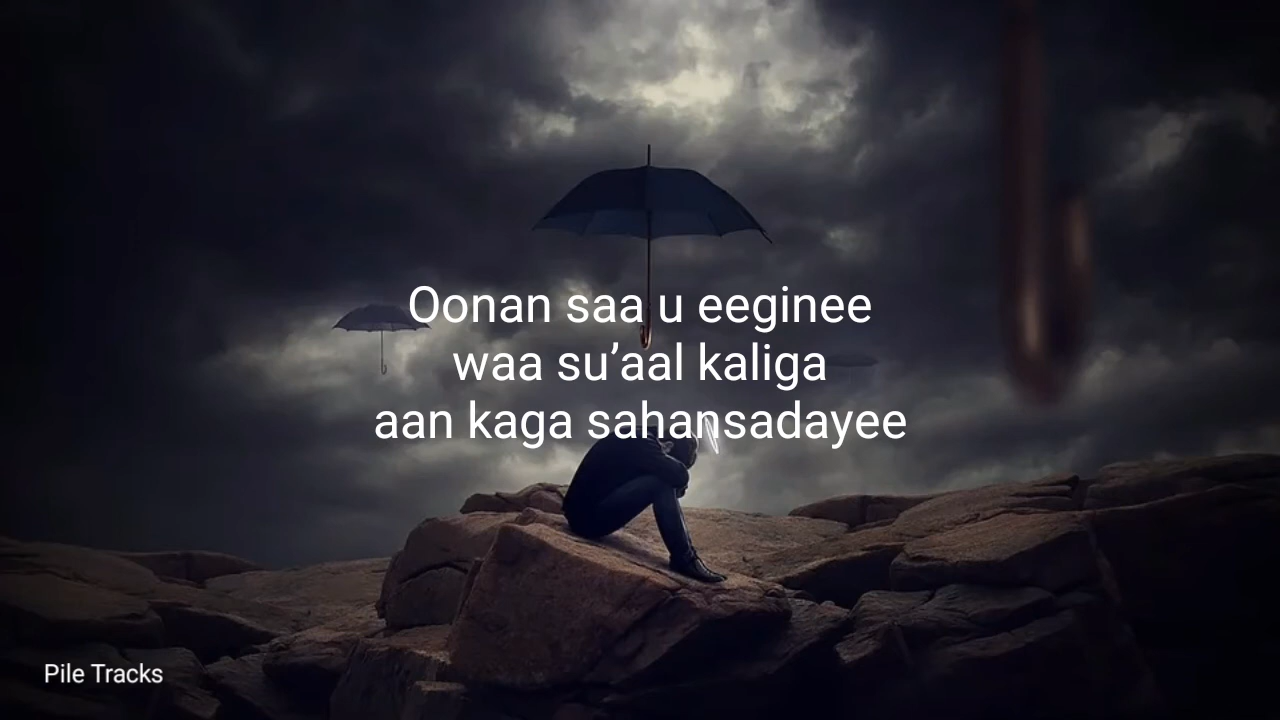 Oonan saa u eeginee
waa su’aal kaliga
aan kaga sahansadayee
Pile Tracks